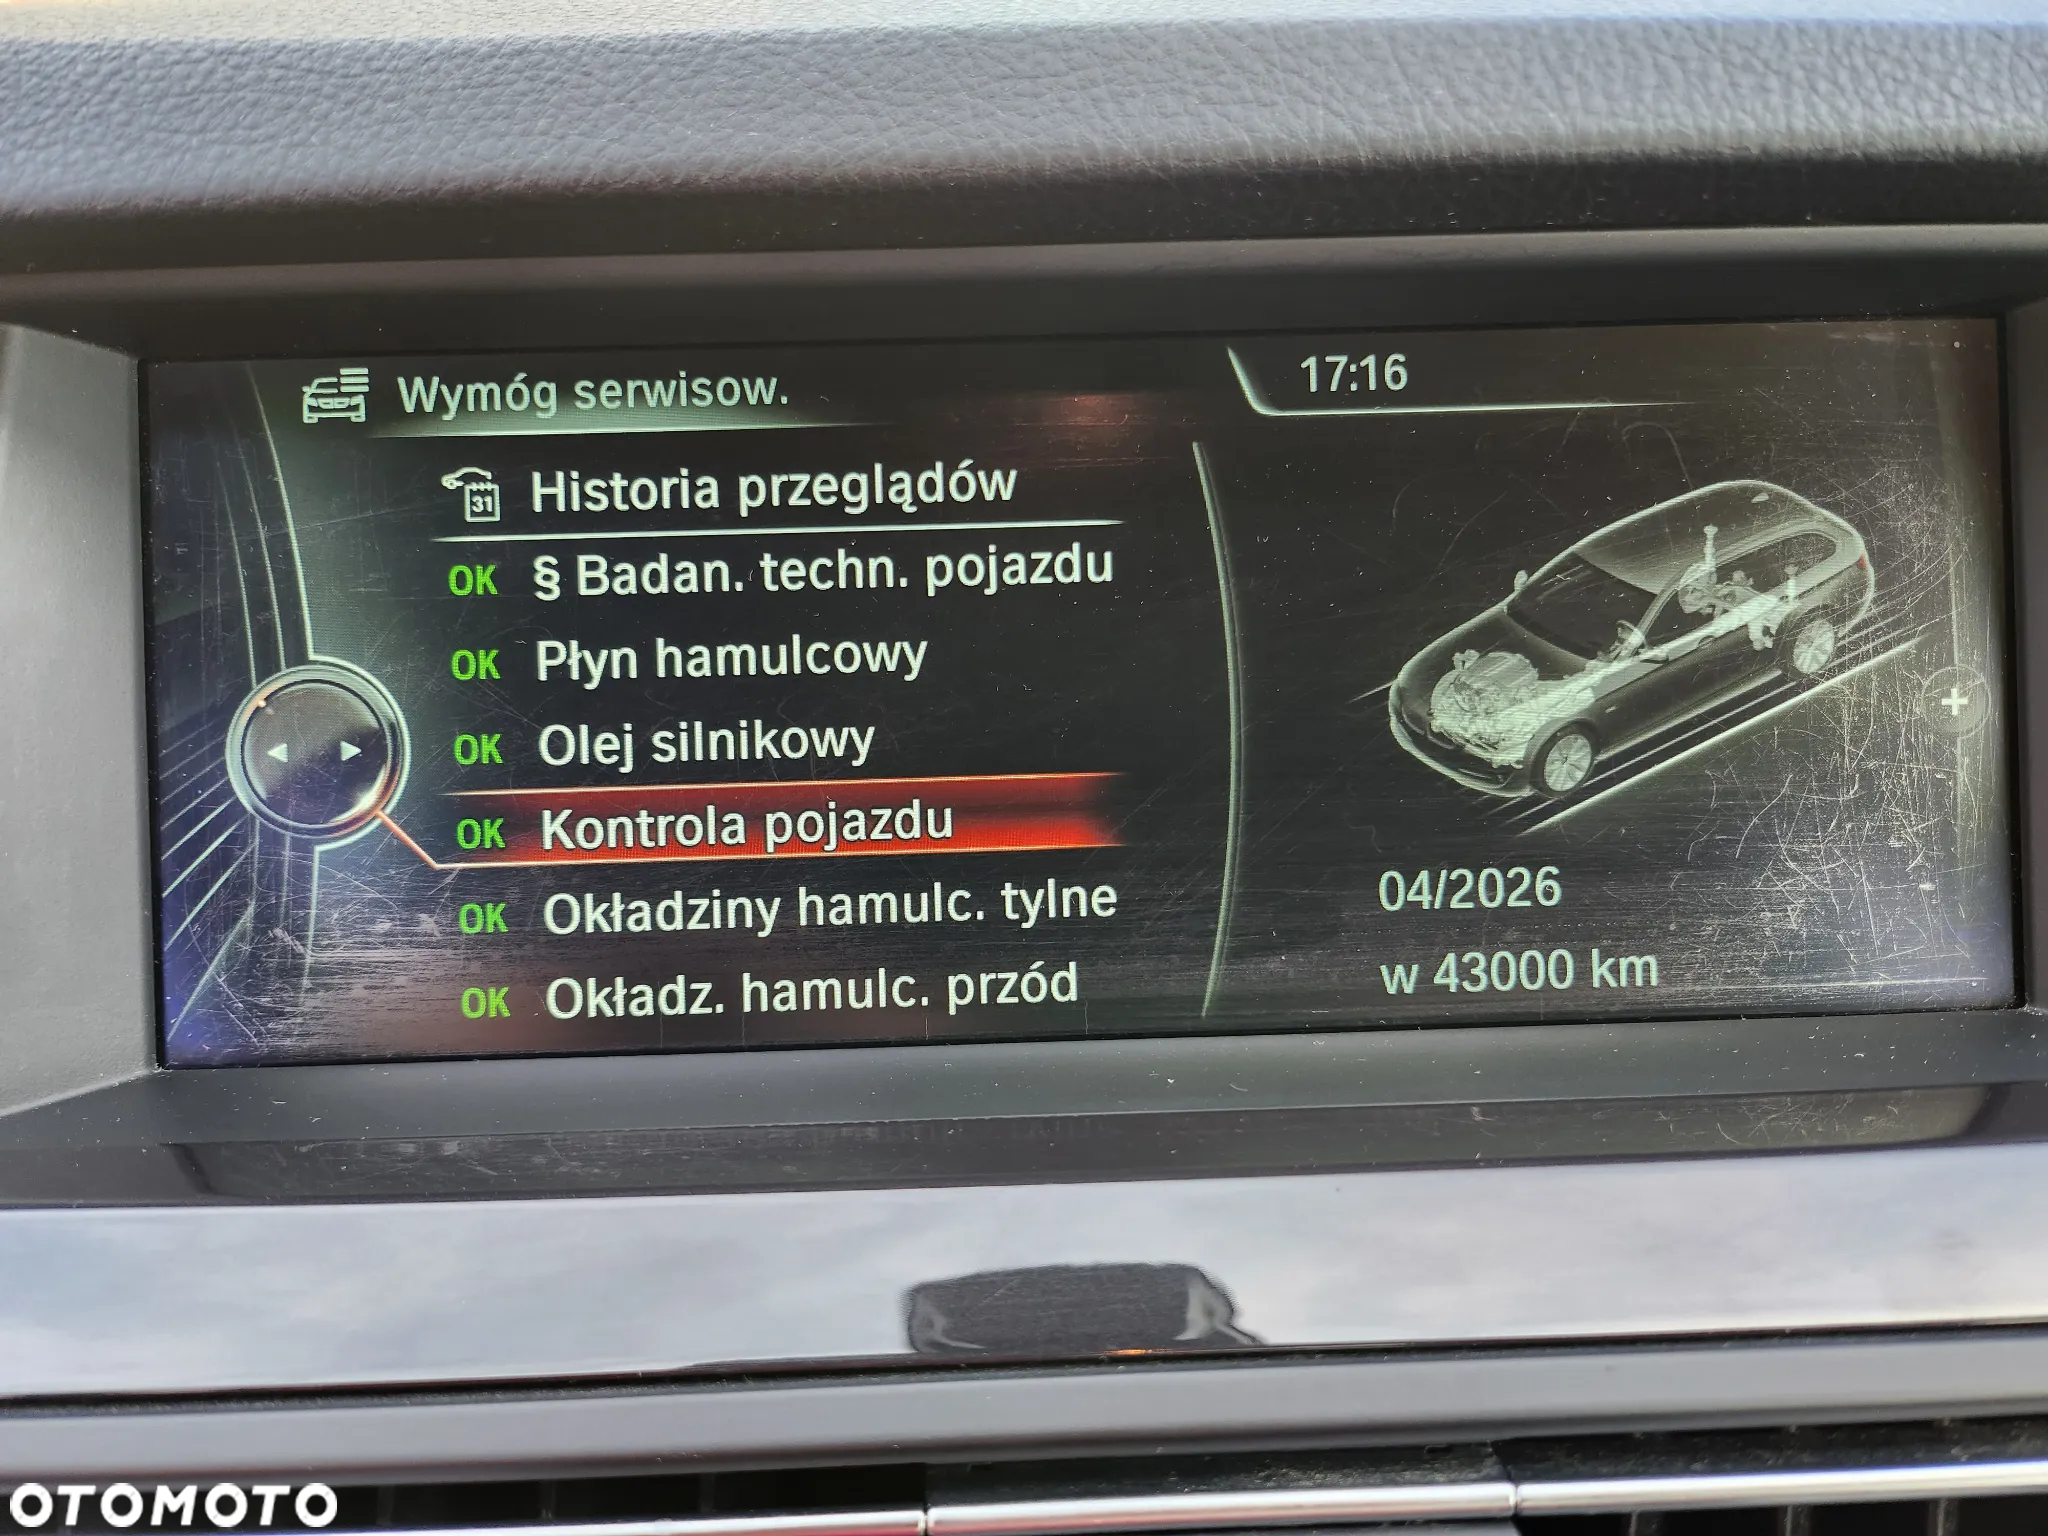 Wymóg serwisow.
17:16
31 Historia przeglądów
OK § Badan. techn. pojazdu
OK Płyn hamulcowy
OK Olej silnikowy
OK Kontrola pojazdu
OK Okładziny hamulc. tylne
OK Okładz. hamulc. przód
04/2026
w 43000 km
OTOMOTO